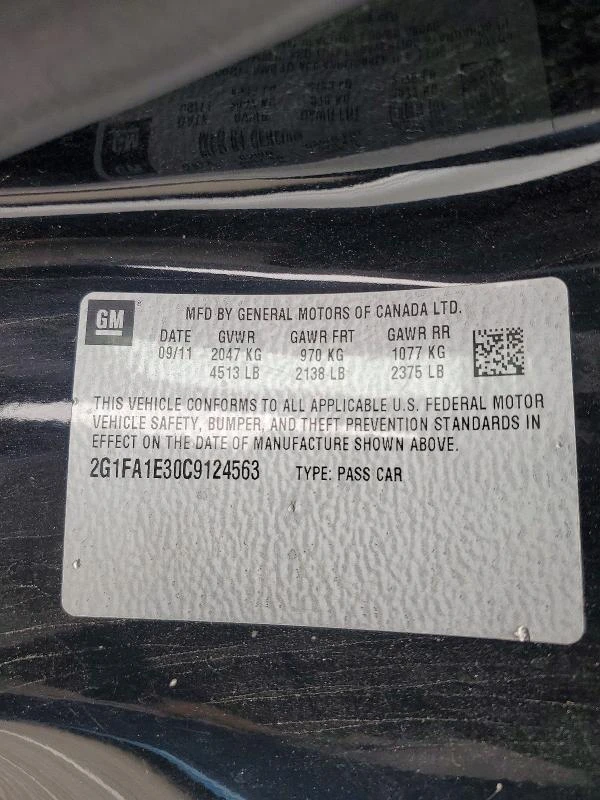 GM
MFD BY GENERAL MOTORS OF CANADA LTD.
DATE GVWR GAWR FRT GAWR RR
09/11 2047 KG 970 KG 1077 KG
4513 LB 2138 LB 2375 LB
THIS VEHICLE CONFORMS TO ALL APPLICABLE U.S. FEDERAL MOTOR
VEHICLE SAFETY, BUMPER, AND THEFT PREVENTION STANDARDS IN
EFFECT ON THE DATE OF MANUFACTURE SHOWN ABOVE.
2G1FA1E30C9124563 TYPE: PASS CAR